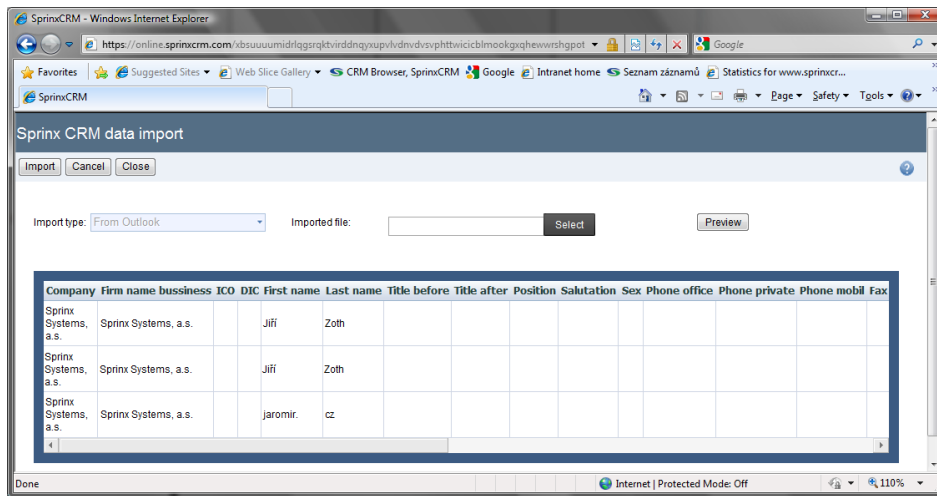 SprinxCRM - Windows Internet Explorer
https://online.sprinxcrm.com/xbsuuumidrlqgsrqktvirddnqyxupvlvdnvdvsvphttwicicblmookgxqhewwrshgpot Google
Favorites Suggested Sites Web Slice Gallery CRM Browser, SprinxCRM Google Intranet home Seznam záznamů Statistics for www.sprinxcr...
SprinxCRM Page Safety Tools
Sprinx CRM data import
Import Cancel Close
Import type: From Outlook Imported file: Select Preview
Company Firm name bussiness ICO DIC First name Last name Title before Title after Position Salutation Sex Phone office Phone private Phone mobil Fax
Sprinx
Systems, Sprinx Systems, a.s. Jiří Zoth
a.s.
Sprinx
Systems, Sprinx Systems, a.s. Jiří Zoth
a.s.
Sprinx
Systems, Sprinx Systems, a.s. jaromir. cz
a.s.
Done Internet | Protected Mode: Off 110%